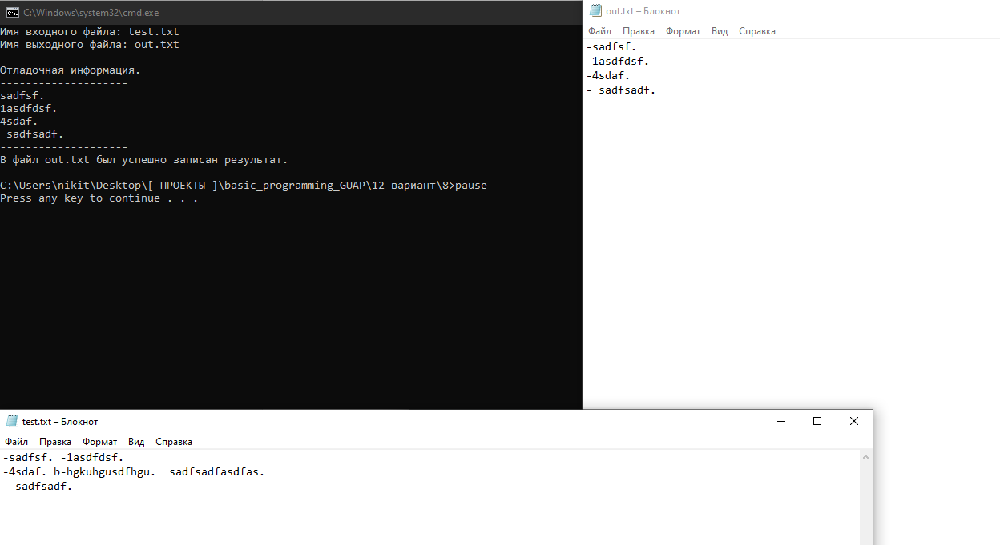 C:\Windows\system32\cmd.exe
Имя входного файла: test.txt
Имя выходного файла: out.txt
--------------------
Отладочная информация.
--------------------
sadfsf.
1asdfdsf.
4sdaf.
 sadfsadf.
--------------------
В файл out.txt был успешно записан результат.
C:\Users\nikit\Desktop\[ ПРОЕКТЫ ]\basic_programming_GUAP\12 вариант\8>pause
Press any key to continue . . .
out.txt – Блокнот
Файл Правка Формат Вид Справка
-sadfsf.
-1asdfdsf.
-4sdaf.
- sadfsadf.
test.txt – Блокнот
Файл Правка Формат Вид Справка
-sadfsf. -1asdfdsf.
-4sdaf. b-hgkuhgusdfhgu.  sadfsadfasdfas.
- sadfsadf.